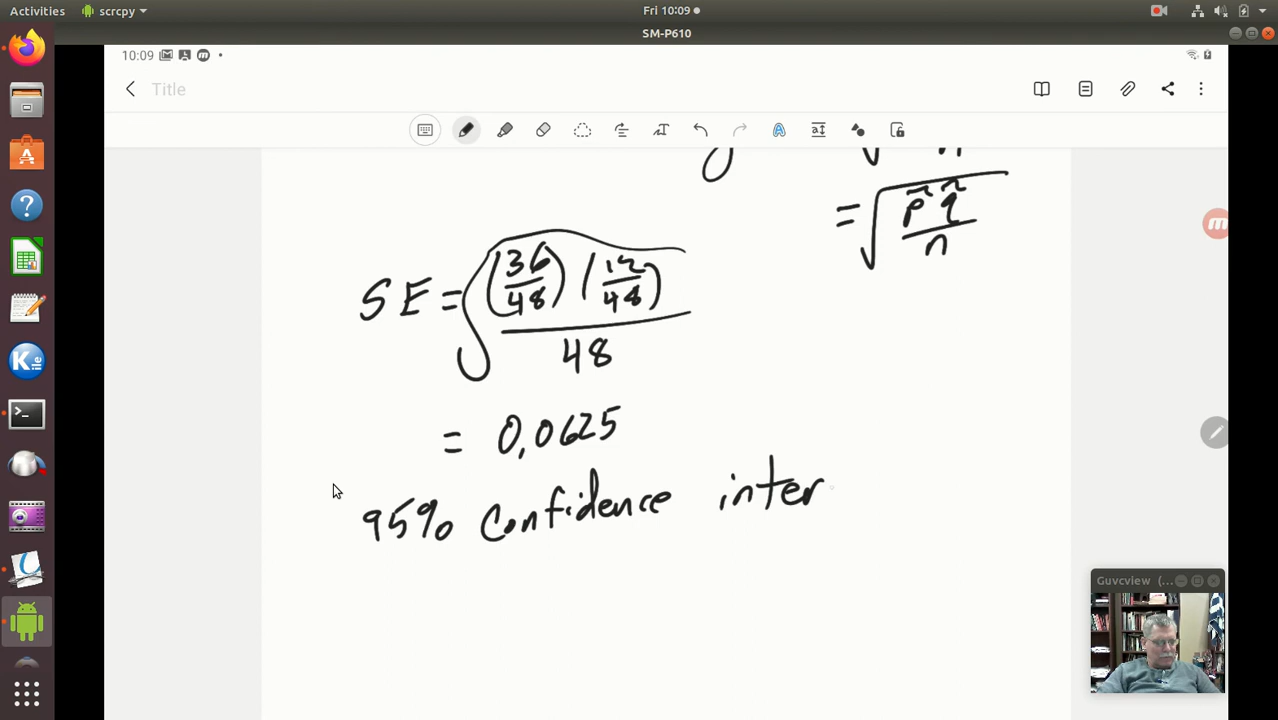 Activities scrcpy Fri 10:09
SM-P610
10:09
Title
= √ p̂ q̂ / n
SE = √ (36/48) (12/48) / 48
= 0.0625
95% Confidence inter
Guvcview (...